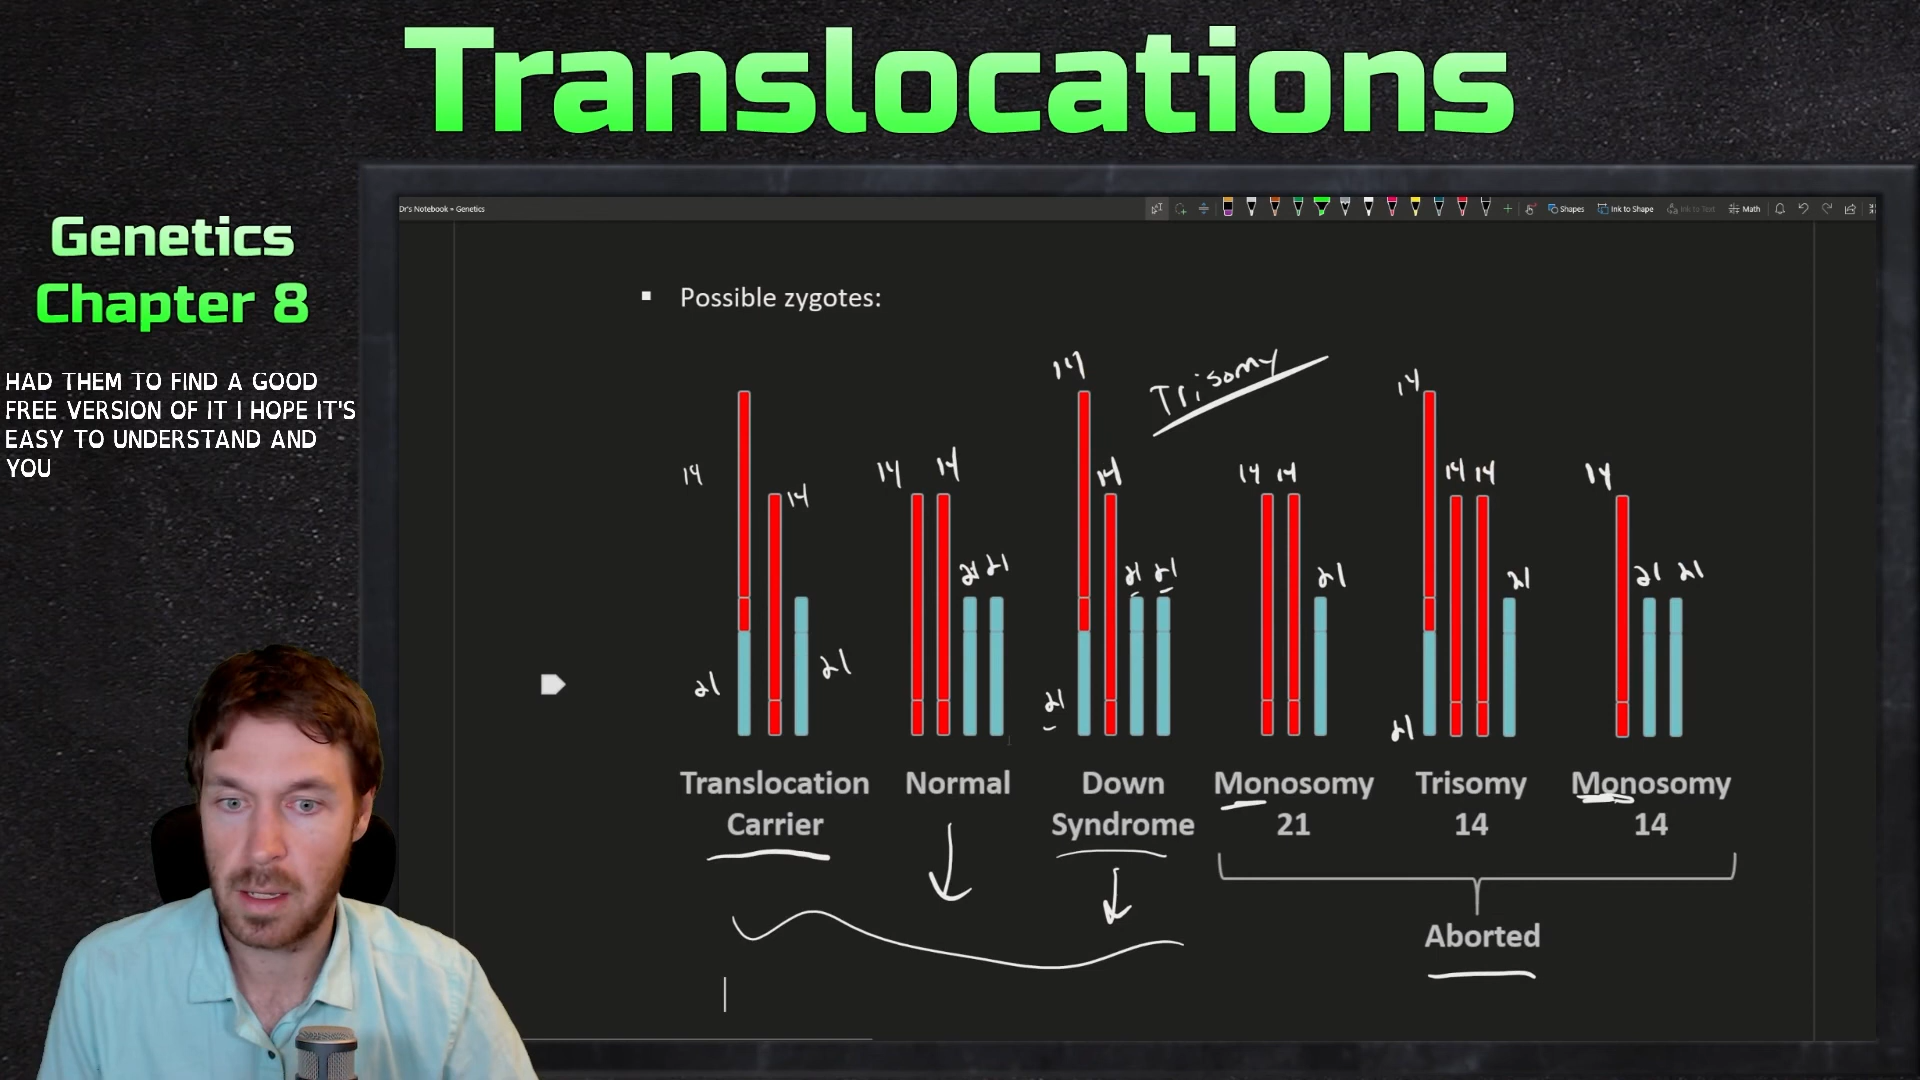 Translocations
Genetics
Chapter 8
HAD THEM TO FIND A GOOD
FREE VERSION OF IT I HOPE IT'S
EASY TO UNDERSTAND AND
YOU
Dr's Notebook » Genetics
Shapes
Ink to Shape
Ink to Text
Math
Possible zygotes:
Trisomy
14
14
21
21
14
14
21
21
14
14
21
21
21
14
14
21
14
14
14
21
21
14
21
21
Translocation
Carrier
Normal
Down
Syndrome
Monosomy
21
Trisomy
14
Monosomy
14
Aborted